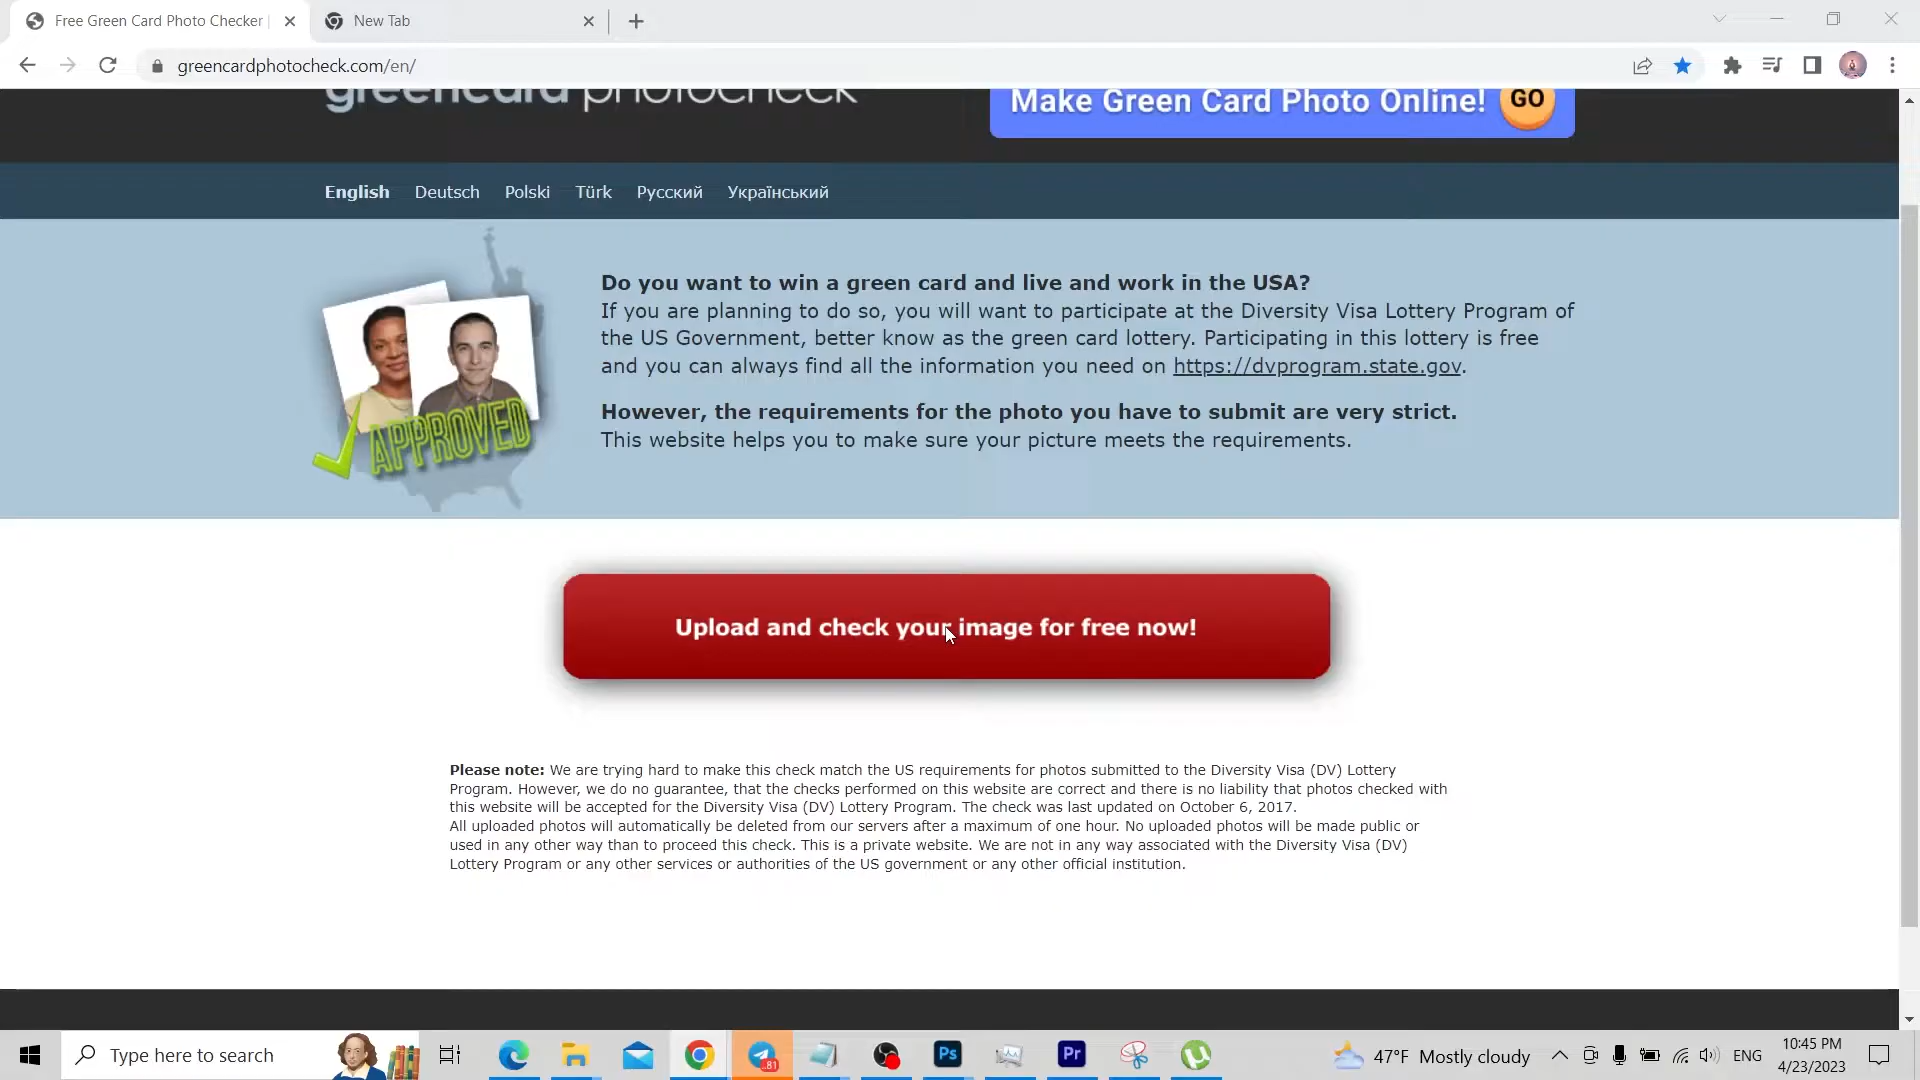 Free Green Card Photo Checker |
New Tab
greencardphotocheck.com/en/
greencard photocheck
Make Green Card Photo Online! GO
English Deutsch Polski Türk Русский Український
Do you want to win a green card and live and work in the USA?
If you are planning to do so, you will want to participate at the Diversity Visa Lottery Program of
the US Government, better know as the green card lottery. Participating in this lottery is free
and you can always find all the information you need on https://dvprogram.state.gov.
However, the requirements for the photo you have to submit are very strict.
This website helps you to make sure your picture meets the requirements.
APPROVED
Upload and check your image for free now!
Please note: We are trying hard to make this check match the US requirements for photos submitted to the Diversity Visa (DV) Lottery
Program. However, we do no guarantee, that the checks performed on this website are correct and there is no liability that photos checked with
this website will be accepted for the Diversity Visa (DV) Lottery Program. The check was last updated on October 6, 2017.
All uploaded photos will automatically be deleted from our servers after a maximum of one hour. No uploaded photos will be made public or
used in any other way than to proceed this check. This is a private website. We are not in any way associated with the Diversity Visa (DV)
Lottery Program or any other services or authorities of the US government or any other official institution.
Type here to search
81
Ps
Pr
47°F Mostly cloudy
ENG
10:45 PM
4/23/2023